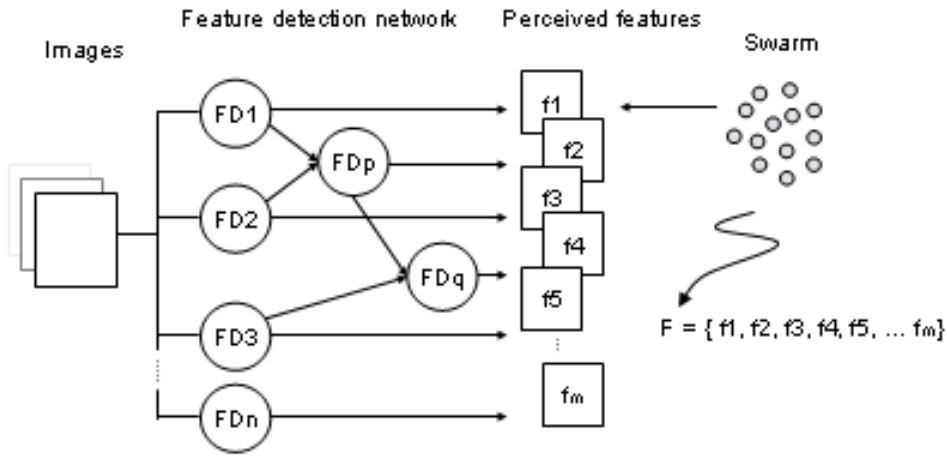 Feature detection network
Perceived features
Images
Swarm
FD1
f1
FDp
f2
f3
FD2
f4
FDq
f5
FD3
F = { f1, f2, f3, f4, f5, ... fm}
fm
FDn